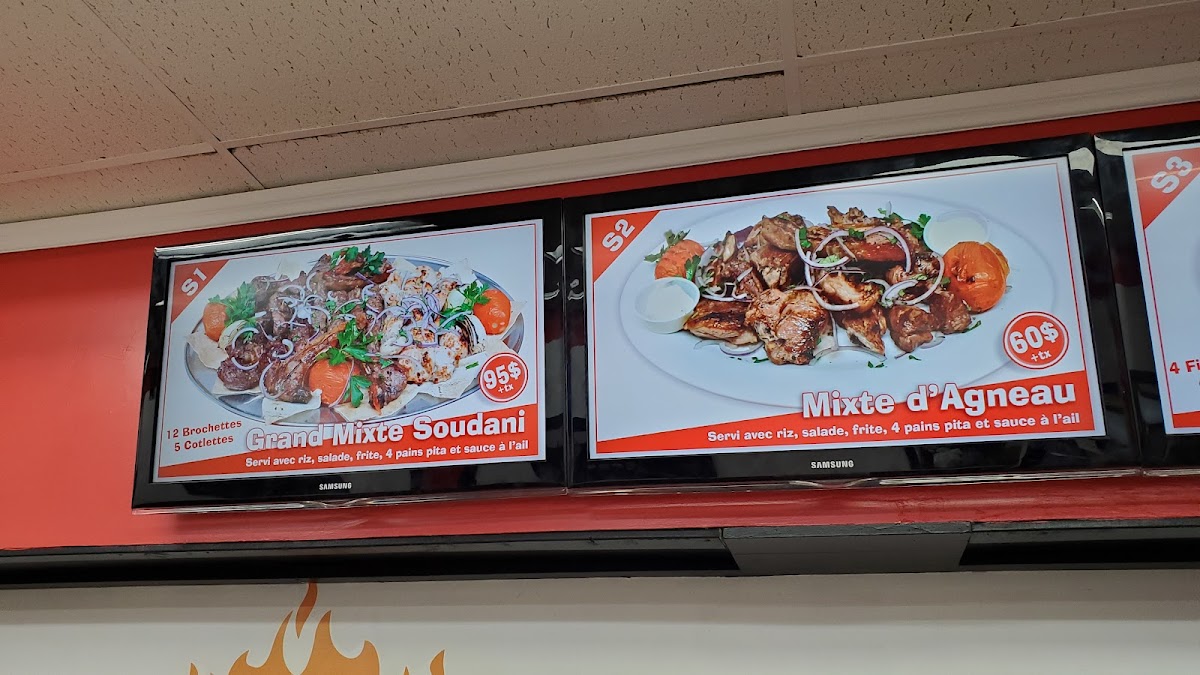 S1
95$
+tx
12 Brochettes
5 Cotlettes
Grand Mixte Soudani
Servi avec riz, salade, frite, 4 pains pita et sauce à l'ail
SAMSUNG
S2
60$
+tx
Mixte d'Agneau
Servi avec riz, salade, frite, 4 pains pita et sauce à l'ail
SAMSUNG
S3
4